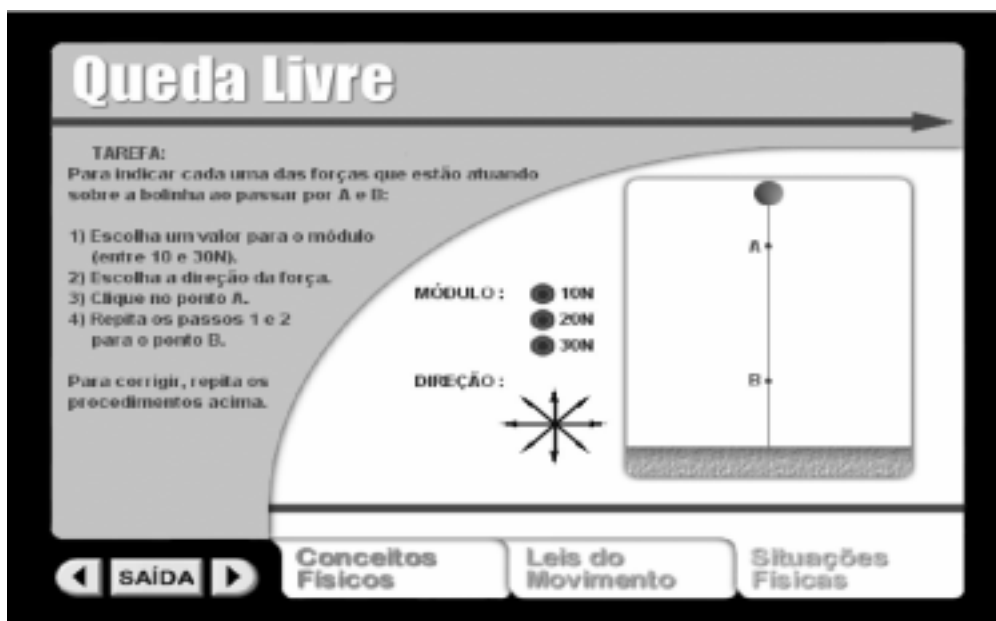 Queda Livre
TAREFA:
Para indicar cada uma das forças que estão atuando
sobre a bolinha ao passar por A e B:
1) Escolha um valor para o módulo
(entre 10 e 30N).
2) Escolha a direção da força.
3) Clique no ponto A.
4) Repita os passos 1 e 2
para o ponto B.
Para corrigir, repita os
procedimentos acima.
MÓDULO:
10N
20N
30N
DIREÇÃO:
A
B
SAÍDA
Conceitos
Físicos
Leis do
Movimento
Situações
Físicas